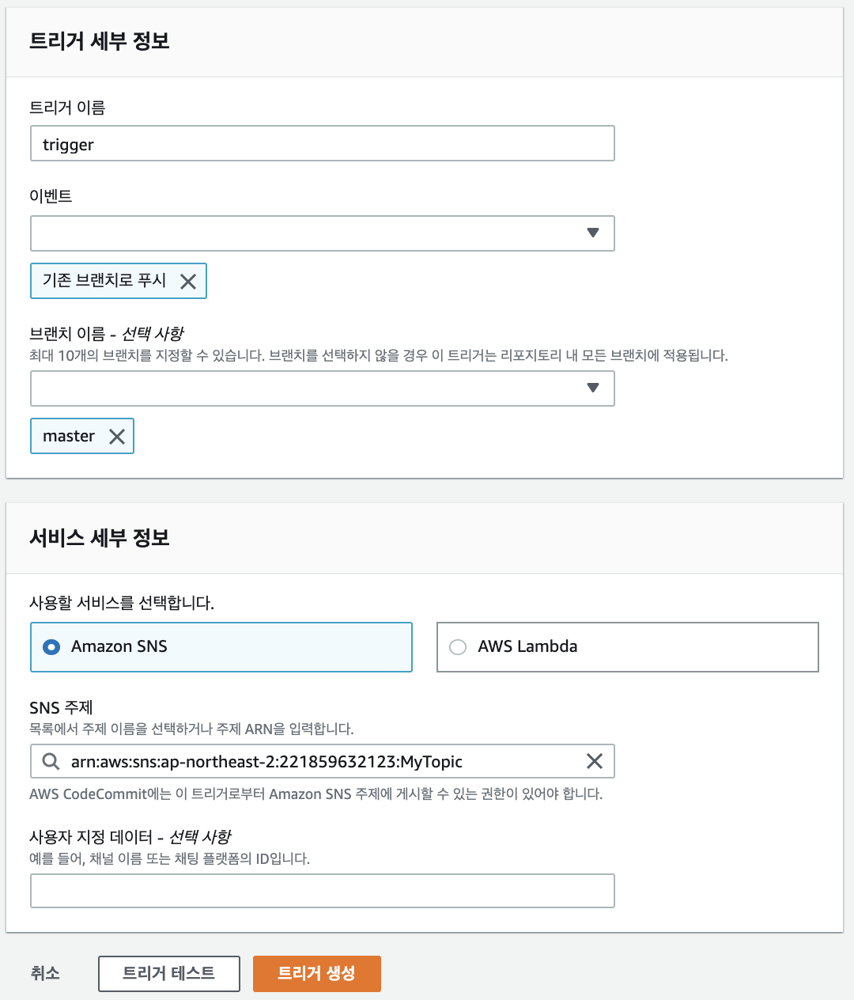 트리거 세부 정보
트리거 이름
trigger
이벤트
기존 브랜치로 푸시
브랜치 이름 - 선택 사항
최대 10개의 브랜치를 지정할 수 있습니다. 브랜치를 선택하지 않을 경우 이 트리거는 리포지토리 내 모든 브랜치에 적용됩니다.
master
서비스 세부 정보
사용할 서비스를 선택합니다.
Amazon SNS
AWS Lambda
SNS 주제
목록에서 주제 이름을 선택하거나 주제 ARN을 입력합니다.
arn:aws:sns:ap-northeast-2:221859632123:MyTopic
AWS CodeCommit에는 이 트리거로부터 Amazon SNS 주제에 게시할 수 있는 권한이 있어야 합니다.
사용자 지정 데이터 - 선택 사항
예를 들어, 채널 이름 또는 채팅 플랫폼의 ID입니다.
취소
트리거 테스트
트리거 생성